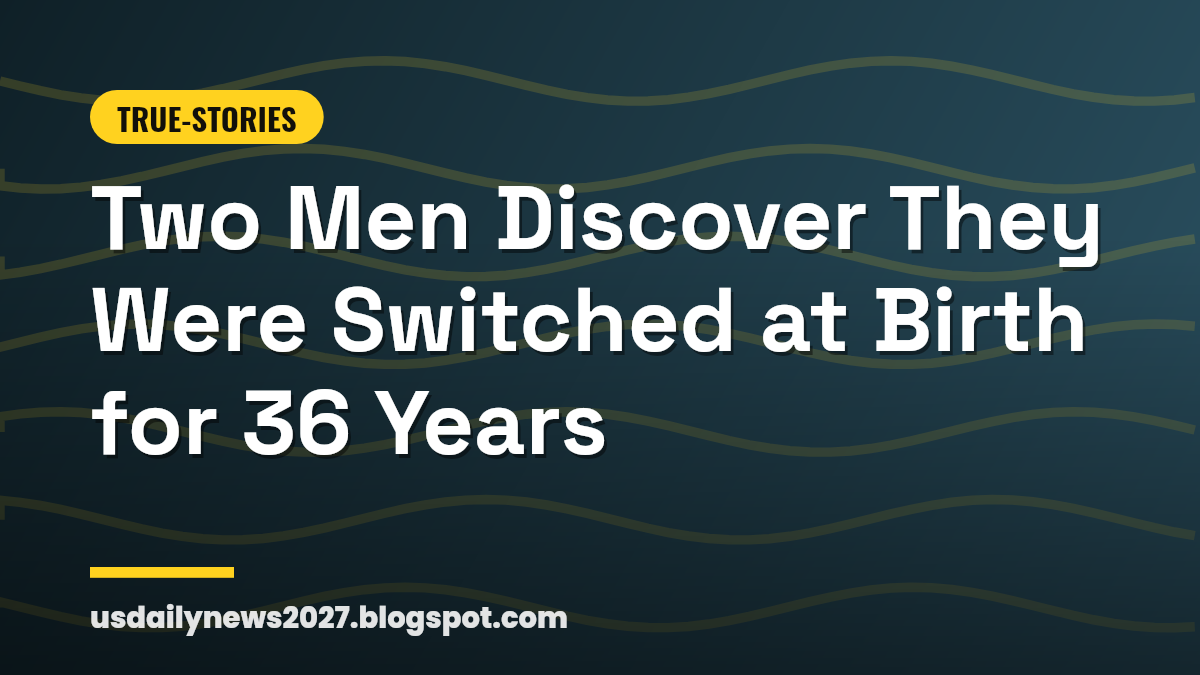 TRUE-STORIES
Two Men Discover They
Were Switched at Birth
for 36 Years
usdailynews2027.blogspot.com